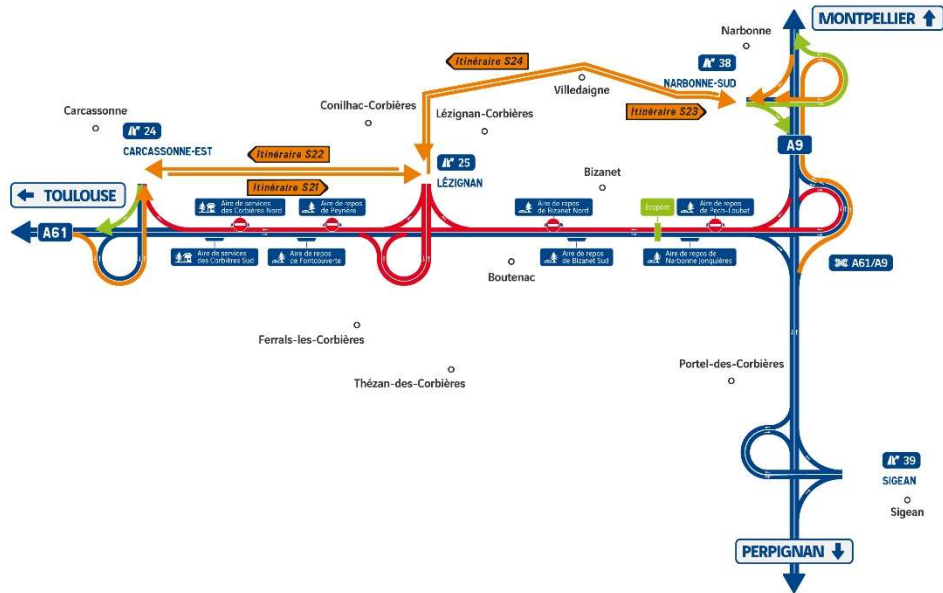 MONTPELLIER
Narbonne
38
NARBONNE-SUD
Itinéraire S24
Villedaigne
Itinéraire S23
Carcassonne
24
CARCASSONNE-EST
Conilhac-Corbières
Lézignan-Corbières
A9
Itinéraire S22
Itinéraire S21
25
LÉZIGNAN
Bizanet
TOULOUSE
A61
Aire de services
des Corbières Nord
Aire de repos
de Peyrière
Aire de repos
de Bizanet Nord
Ecopont
Aire de repos
de Pech-Loubat
Aire de services
des Corbières Sud
Aire de repos
de Fontcouverte
Aire de repos
de Bizanet Sud
Aire de repos de
Narbonne Jonquières
A61/A9
Boutenac
Ferrals-les-Corbières
Thézan-des-Corbières
Portel-des-Corbières
39
SIGEAN
Sigean
PERPIGNAN